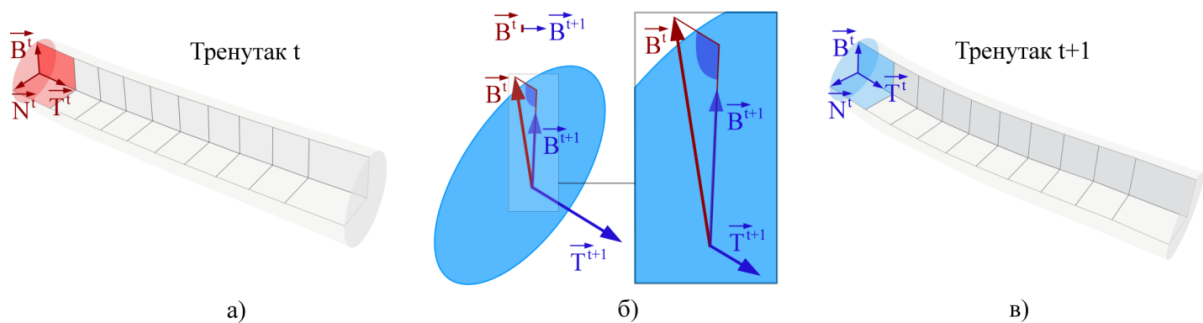 Тренутак t
B^t
N^t
T^t
а)
B^t ↦ B^t+1
B^t
B^t+1
T^t+1
B^t
B^t+1
T^t+1
б)
Тренутак t+1
B^t
N^t
T^t
в)